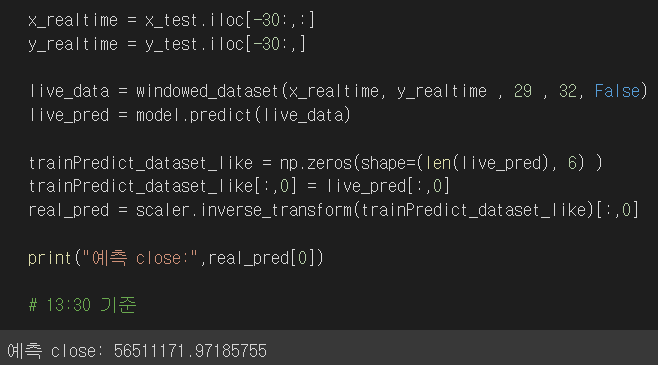 x_realtime = x_test.iloc[-30:,:]
y_realtime = y_test.iloc[-30:,]
live_data = windowed_dataset(x_realtime, y_realtime , 29 , 32, False)
live_pred = model.predict(live_data)
trainPredict_dataset_like = np.zeros(shape=(len(live_pred), 6) )
trainPredict_dataset_like[:,0] = live_pred[:,0]
real_pred = scaler.inverse_transform(trainPredict_dataset_like)[:,0]
print("예측 close:",real_pred[0])
# 13:30 기준
예측 close: 56511171.97185755